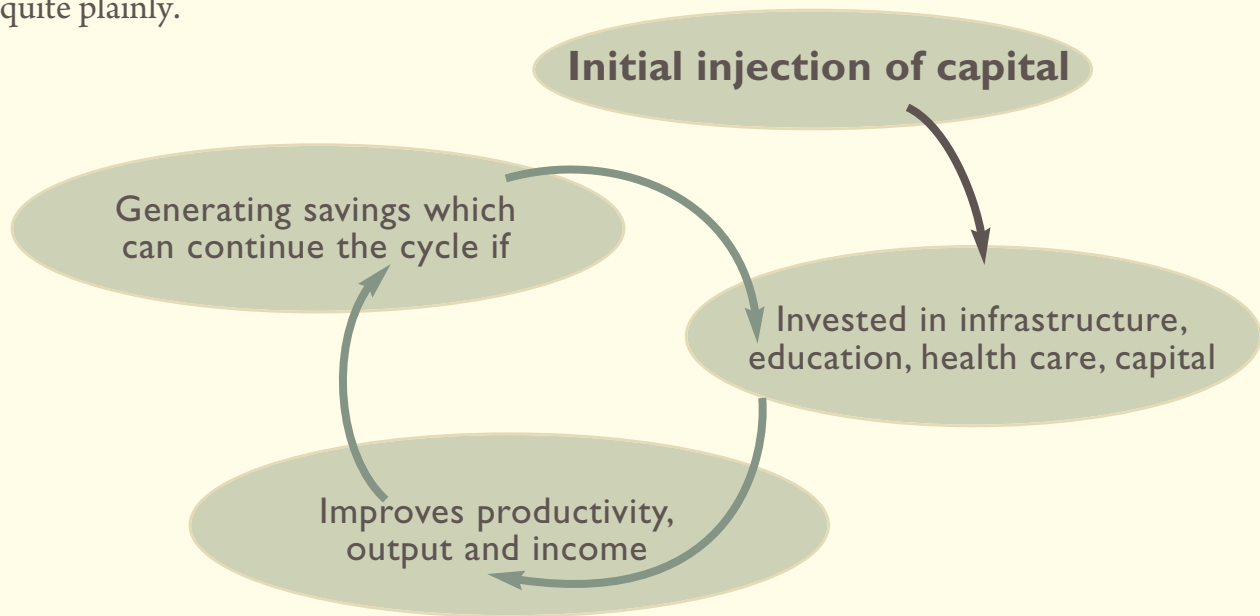 quite plainly.
Initial injection of capital
Generating savings which
can continue the cycle if
Invested in infrastructure,
education, health care, capital
Improves productivity,
output and income